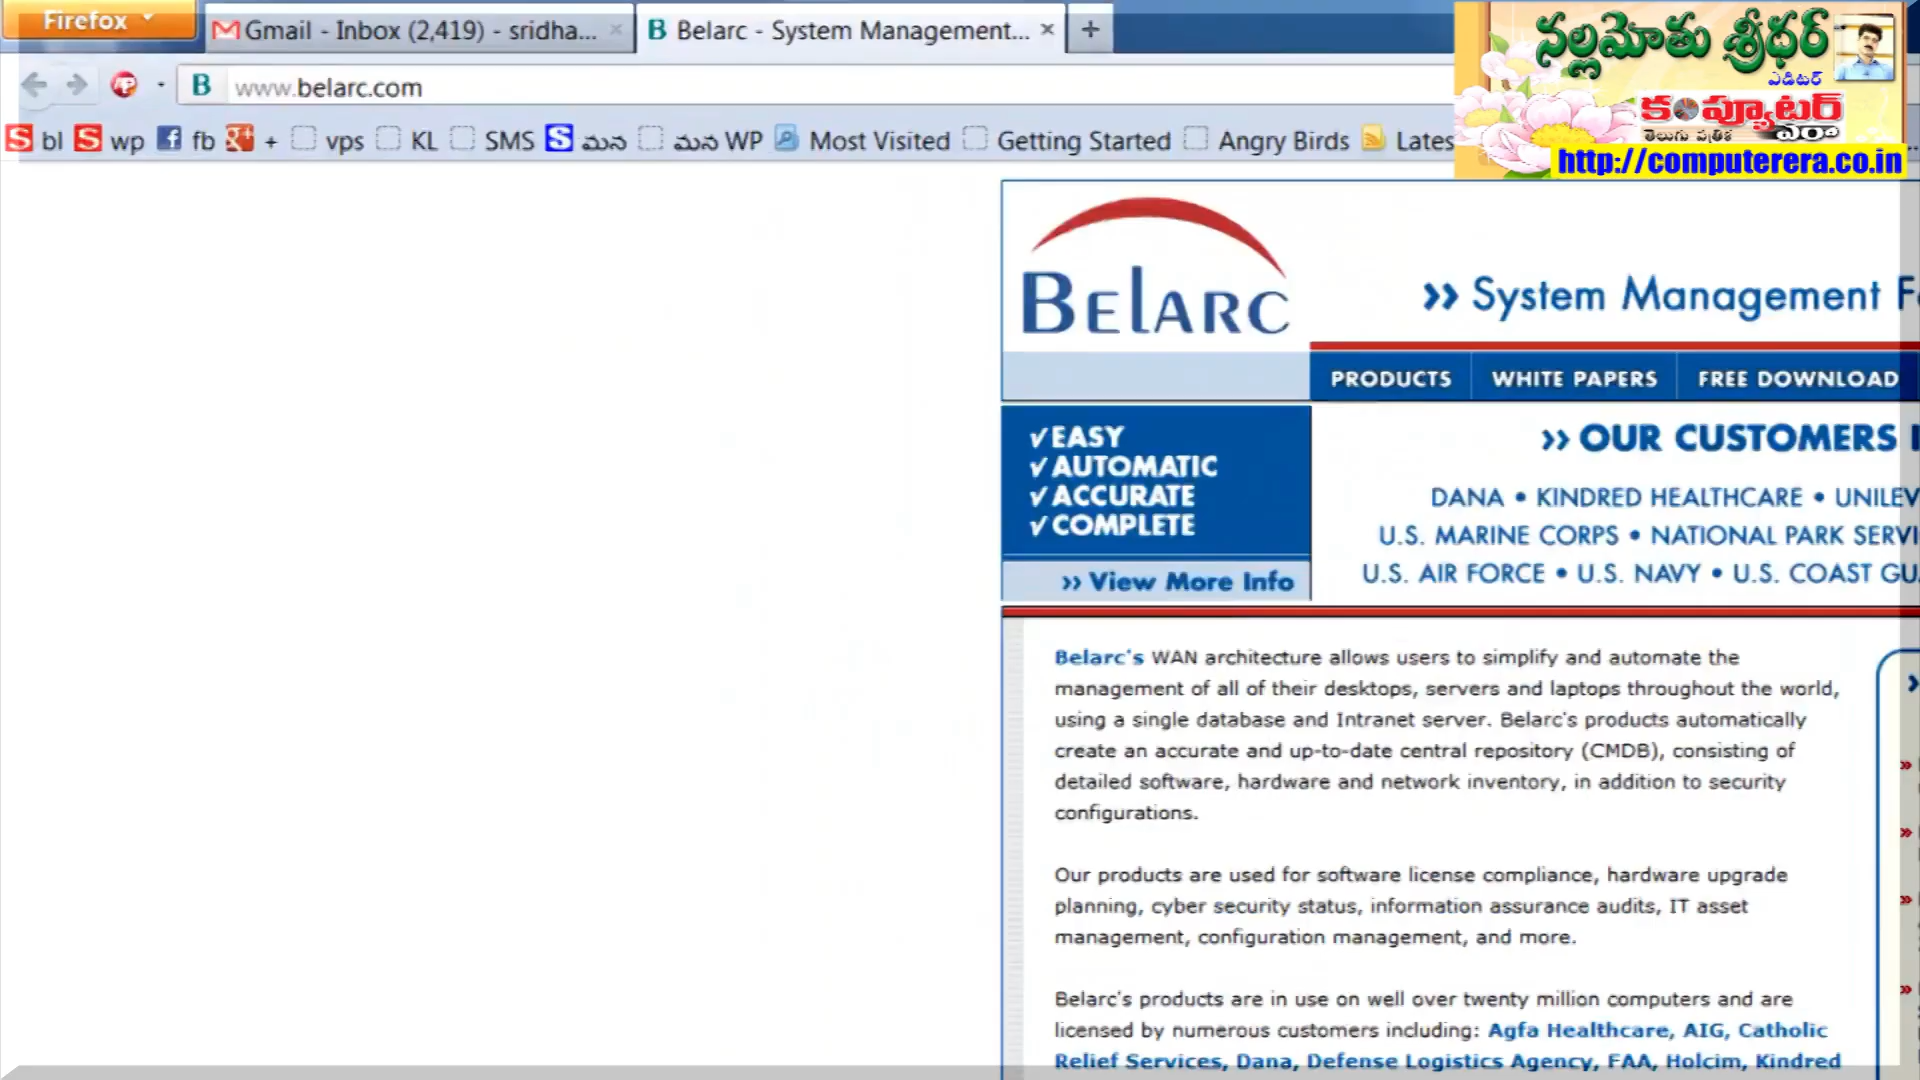 Firefox
Gmail - Inbox (2,419) - sridha...
Belarc - System Management...
www.belarc.com
bl wp fb + vps KL SMS మన మన WP Most Visited Getting Started Angry Birds Lates
నల్లమోతు శ్రీధర్
ఎడిటర్
కంప్యూటర్
తెలుగు పత్రిక ఎరా
http://computerera.co.in
BELARC
›› System Management Fo
PRODUCTS WHITE PAPERS FREE DOWNLOAD
√ EASY
√ AUTOMATIC
√ ACCURATE
√ COMPLETE
›› View More Info
›› OUR CUSTOMERS I
DANA • KINDRED HEALTHCARE • UNILEV
U.S. MARINE CORPS • NATIONAL PARK SERVI
U.S. AIR FORCE • U.S. NAVY • U.S. COAST GU
Belarc's WAN architecture allows users to simplify and automate the
management of all of their desktops, servers and laptops throughout the world,
using a single database and Intranet server. Belarc's products automatically
create an accurate and up-to-date central repository (CMDB), consisting of
detailed software, hardware and network inventory, in addition to security
configurations.
Our products are used for software license compliance, hardware upgrade
planning, cyber security status, information assurance audits, IT asset
management, configuration management, and more.
Belarc's products are in use on well over twenty million computers and are
licensed by numerous customers including: Agfa Healthcare, AIG, Catholic
Relief Services, Dana, Defense Logistics Agency, FAA, Holcim, Kindred